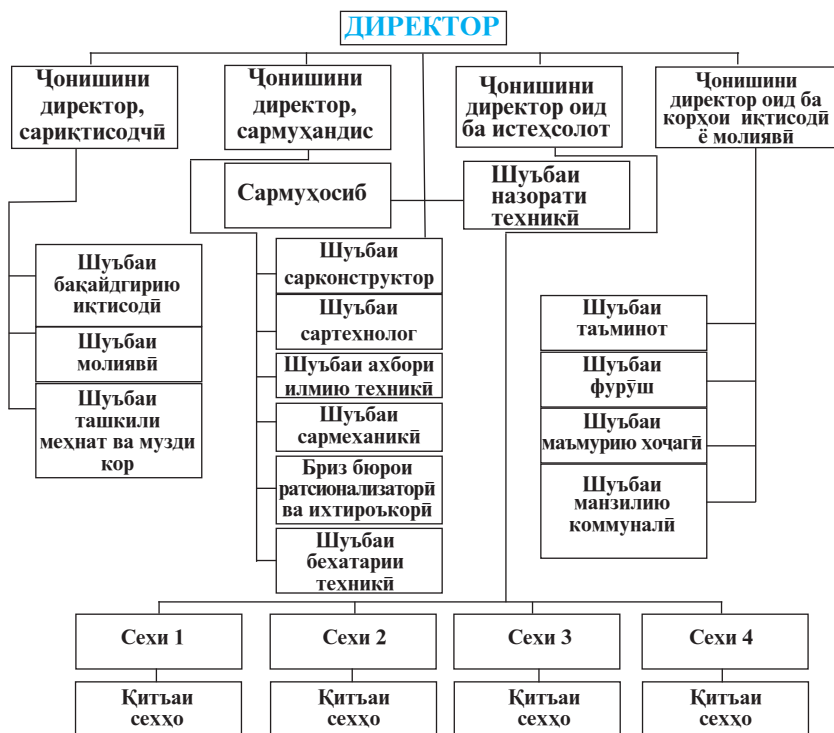 ДИРЕКТОР
Ҷонишини
директор,
сариқтисодчӣ
Ҷонишини
директор,
сармуҳандис
Ҷонишини
директор оид
ба истеҳсолот
Ҷонишини
директор оид ба
корҳои иқтисодӣ
ё молиявӣ
Сармуҳосиб
Шуъбаи
назорати
техникӣ
Шуъбаи
бақайдгирию
иқтисодӣ
Шуъбаи
молиявӣ
Шуъбаи
ташкили
меҳнат ва музди
кор
Шуъбаи
сарконструктор
Шуъбаи
сартехнолог
Шуъбаи ахбори
илмию техникӣ
Шуъбаи
сармеханикӣ
Бриз бюрои
ратсионализаторӣ
ва ихтироъкорӣ
Шуъбаи
бехатарии
техникӣ
Шуъбаи
таъминот
Шуъбаи
фурӯш
Шуъбаи
маъмурию хоҷагӣ
Шуъбаи
манзилию
коммуналӣ
Сехи 1
Сехи 2
Сехи 3
Сехи 4
Қитъаи
сехҳо
Қитъаи
сехҳо
Қитъаи
сехҳо
Қитъаи
сехҳо